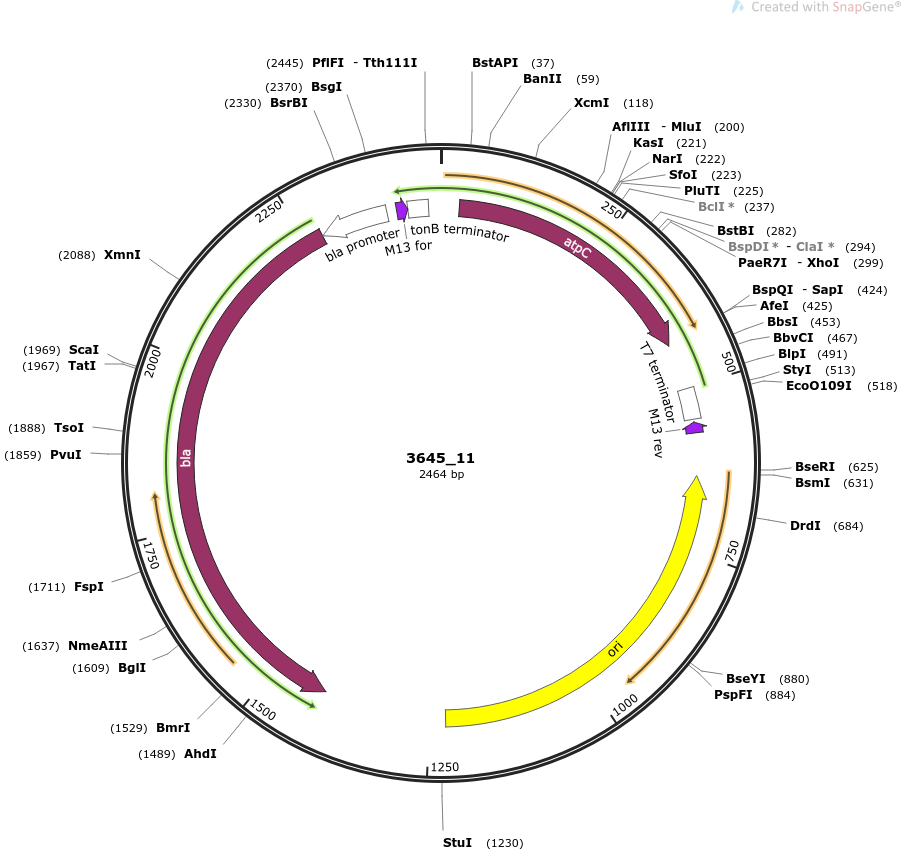 Created with SnapGene®
(2445) PflFI - Tth111I
(2370) BsgI
(2330) BsrBI
BstAPI (37)
BanII (59)
XcmI (118)
AflIII - MluI (200)
KasI (221)
NarI (222)
SfoI (223)
PluTI (225)
BclI * (237)
BstBI (282)
BspDI * - ClaI * (294)
PaeR7I - XhoI (299)
BspQI - SapI (424)
AfeI (425)
BbsI (453)
BbvCI (467)
BlpI (491)
StyI (513)
EcoO109I (518)
BseRI (625)
BsmI (631)
DrdI (684)
BseYI (880)
PspFI (884)
StuI (1230)
(1489) AhdI
(1529) BmrI
(1609) BglI
(1637) NmeAIII
(1711) FspI
(1859) PvuI
(1888) TsoI
(1967) TatI
(1969) ScaI
(2088) XmnI
250
500
750
1000
1250
1500
1750
2000
2250
bla promoter
M13 for
tonB terminator
atpC
T7 terminator
M13 rev
ori
bla
3645_11
2464 bp